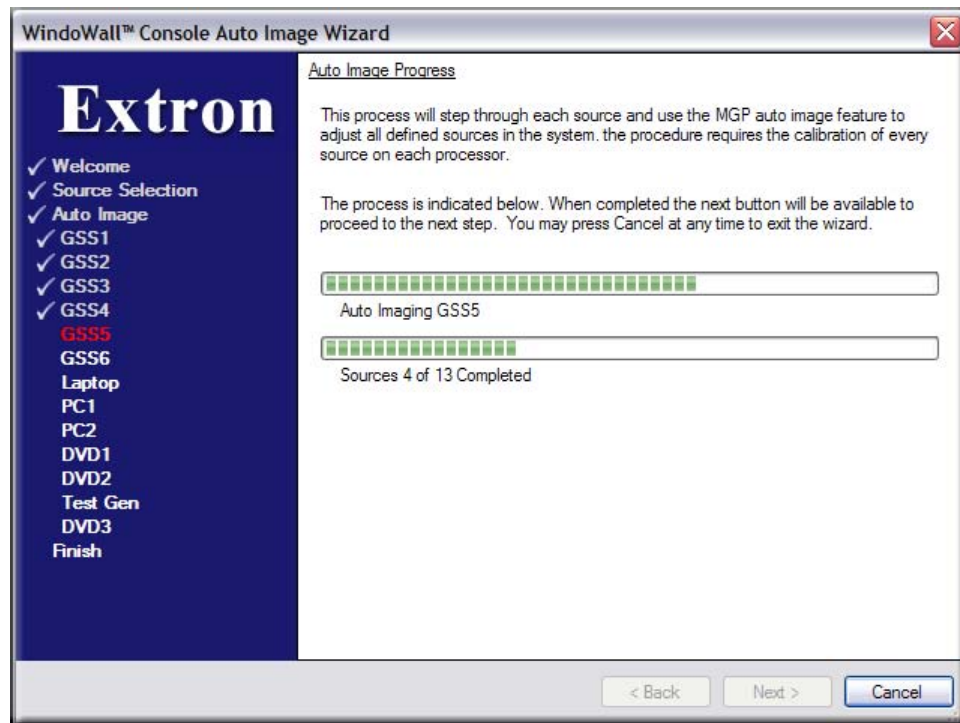 WindoWall™ Console Auto Image Wizard
Extron
Welcome
Source Selection
Auto Image
GSS1
GSS2
GSS3
GSS4
GSS5
GSS6
Laptop
PC1
PC2
DVD1
DVD2
Test Gen
DVD3
Finish
Auto Image Progress
This process will step through each source and use the MGP auto image feature to
adjust all defined sources in the system. the procedure requires the calibration of every
source on each processor.
The process is indicated below. When completed the next button will be available to
proceed to the next step. You may press Cancel at any time to exit the wizard.
Auto Imaging GSS5
Sources 4 of 13 Completed
< Back
Next >
Cancel